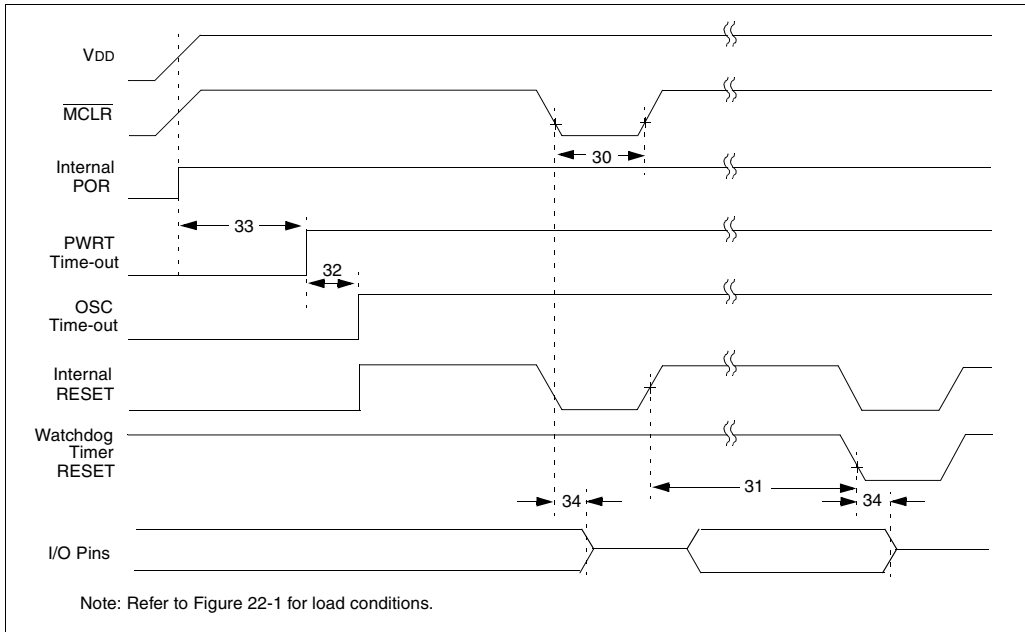 VDD
MCLR
30
Internal
POR
33
PWRT
Time-out
32
OSC
Time-out
Internal
RESET
Watchdog
Timer
RESET
31
34
34
I/O Pins
Note: Refer to Figure 22-1 for load conditions.